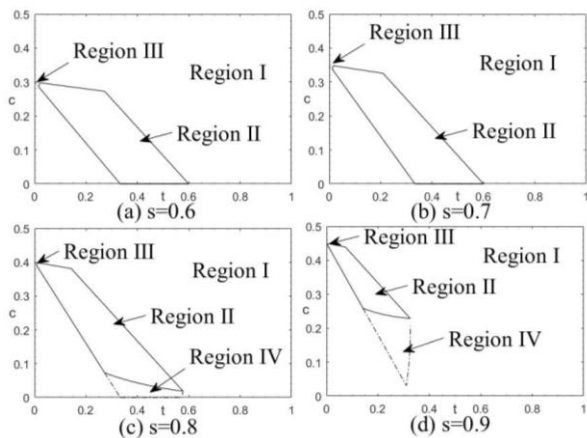 0.5
0.4
0.3
c
0.2
0.1
0
0 0.2 0.4 t 0.6 0.8 1
Region III
Region I
Region II
(a) s=0.6
0.5
0.4
0.3
c
0.2
0.1
0
0 0.2 0.4 t 0.6 0.8 1
Region III
Region I
Region II
(b) s=0.7
0.5
0.4
0.3
c
0.2
0.1
0
0 0.2 0.4 t 0.6 0.8 1
Region III
Region I
Region II
Region IV
(c) s=0.8
0.5
0.4
0.3
c
0.2
0.1
0
0 0.2 0.4 t 0.6 0.8 1
Region III
Region I
Region II
Region IV
(d) s=0.9